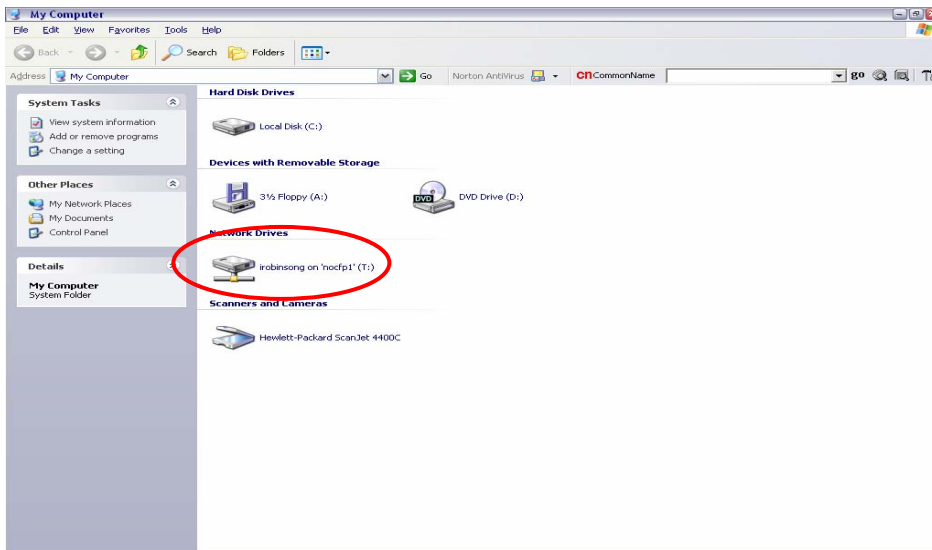 My Computer
File Edit View Favorites Tools Help
Back Search Folders
Address My Computer Go Norton AntiVirus CnCommonName go
System Tasks
View system information
Add or remove programs
Change a setting
Other Places
My Network Places
My Documents
Control Panel
Details
My Computer
System Folder
Hard Disk Drives
Local Disk (C:)
Devices with Removable Storage
3½ Floppy (A:) DVD Drive (D:)
Network Drives
irobinsong on 'nocfp1' (T:)
Scanners and Cameras
Hewlett-Packard ScanJet 4400C